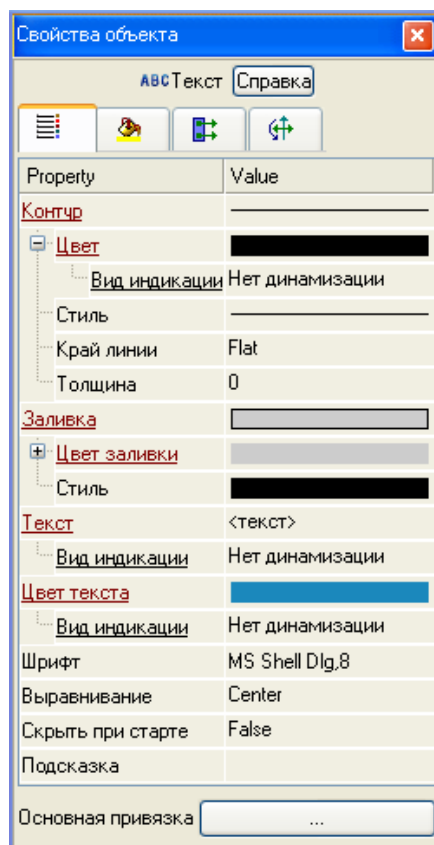 Свойства объекта
ABC Текст Справка
Property Value
Контур
Цвет
Вид индикации Нет динамизации
Стиль
Край линии Flat
Толщина 0
Заливка
Цвет заливки
Стиль
Текст <текст>
Вид индикации Нет динамизации
Цвет текста
Вид индикации Нет динамизации
Шрифт MS Shell Dlg,8
Выравнивание Center
Скрыть при старте False
Подсказка
Основная привязка ...